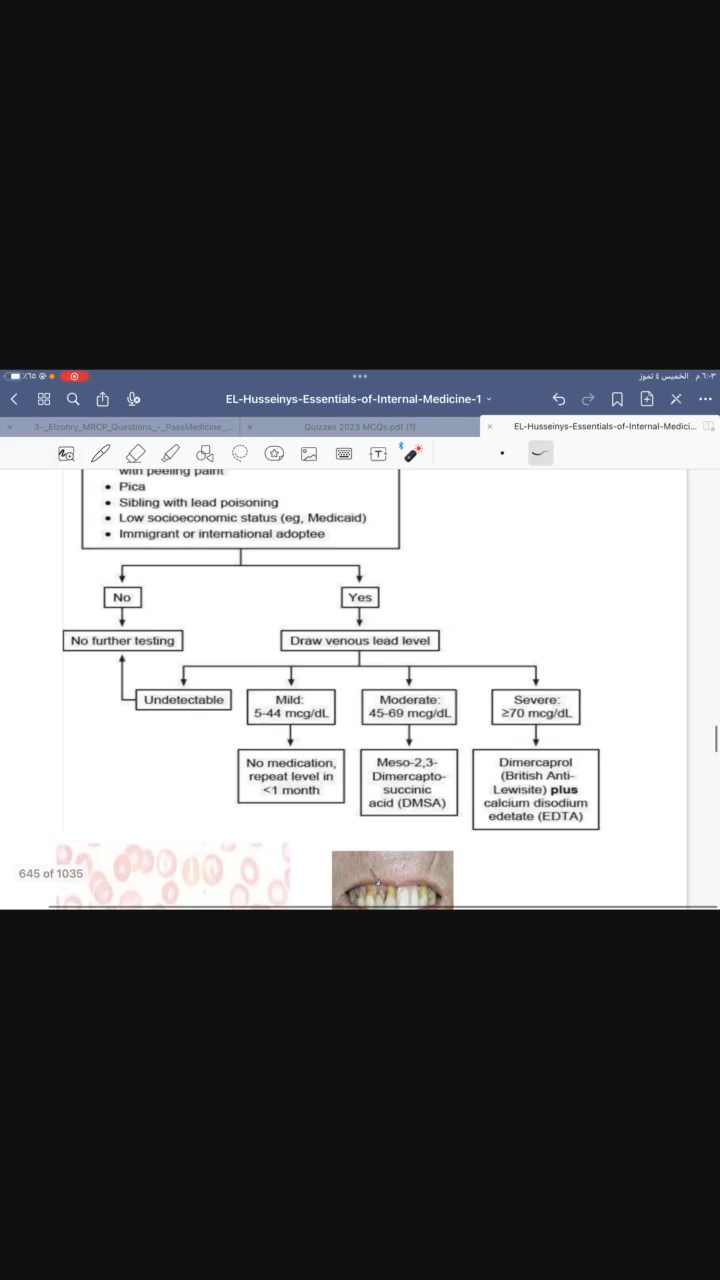 ٪٦٥
٦:٠٣ م الخميس ٤ تموز
EL-Husseinys-Essentials-of-Internal-Medicine-1
3-_Elzohry_MRCP_Questions_-_PassMedicine_...
Quizzes 2023 MCQs.pdf (1)
EL-Husseinys-Essentials-of-Internal-Medici...
T
with peeling paint
• Pica
• Sibling with lead poisoning
• Low socioeconomic status (eg, Medicaid)
• Immigrant or international adoptee
No
Yes
No further testing
Draw venous lead level
Undetectable
Mild:
5-44 mcg/dL
Moderate:
45-69 mcg/dL
Severe:
≥70 mcg/dL
No medication,
repeat level in
<1 month
Meso-2,3-
Dimercapto-
succinic
acid (DMSA)
Dimercaprol
(British Anti-
Lewisite) plus
calcium disodium
edetate (EDTA)
645 of 1035